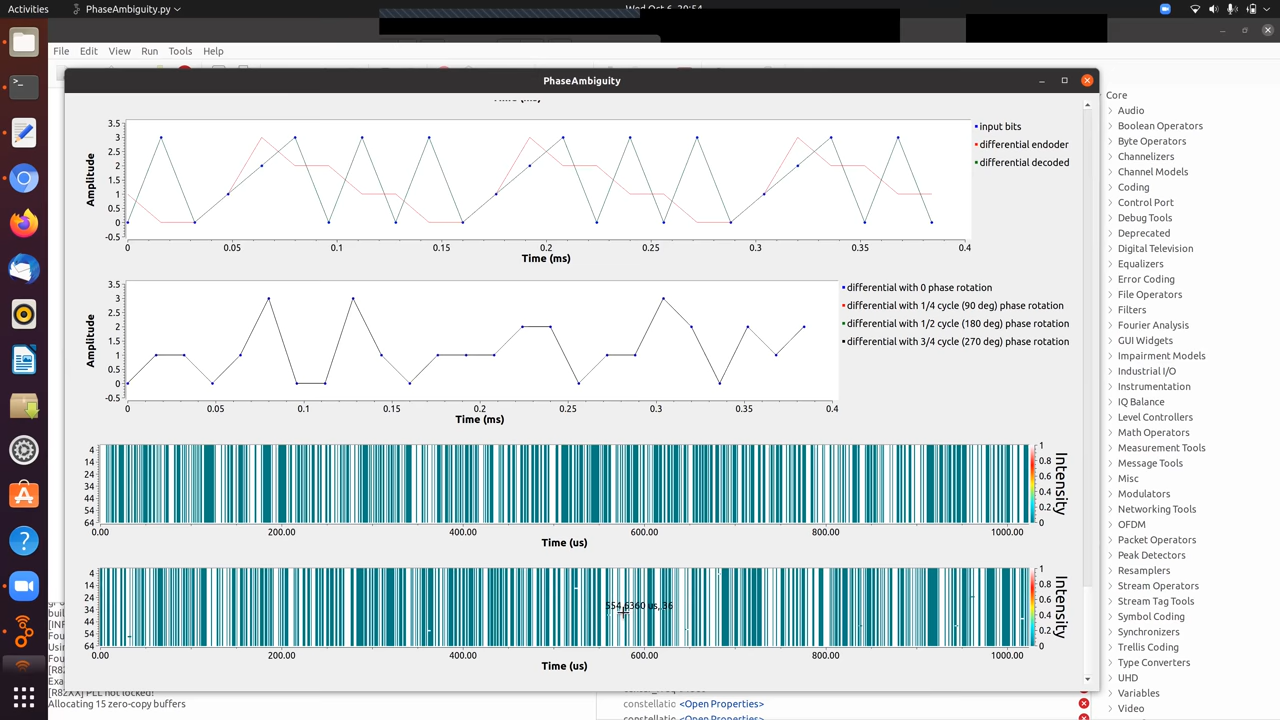 Activities PhaseAmbiguity.py
File Edit View Run Tools Help
PhaseAmbiguity
Time (ms)
3.5
3
2.5
2
1.5
1
0.5
0
-0.5
Amplitude
0 0.05 0.1 0.15 0.2 0.25 0.3 0.35 0.4
Time (ms)
input bits
differential endoder
differential decoded
3.5
3
2.5
2
1.5
1
0.5
0
-0.5
Amplitude
0 0.05 0.1 0.15 0.2 0.25 0.3 0.35 0.4
Time (ms)
differential with 0 phase rotation
differential with 1/4 cycle (90 deg) phase rotation
differential with 1/2 cycle (180 deg) phase rotation
differential with 3/4 cycle (270 deg) phase rotation
4
14
24
34
44
54
64
0.00 200.00 400.00 600.00 800.00 1000.00
Time (us)
1
0.8
0.6
0.4
0.2
0
Intensity
4
14
24
34
44
54
64
554.6360 us, 36
0.00 200.00 400.00 600.00 800.00 1000.00
Time (us)
1
0.8
0.6
0.4
0.2
0
Intensity
Core
Audio
Boolean Operators
Byte Operators
Channelizers
Channel Models
Coding
Control Port
Debug Tools
Deprecated
Digital Television
Equalizers
Error Coding
File Operators
Filters
Fourier Analysis
GUI Widgets
Impairment Models
Industrial I/O
Instrumentation
IQ Balance
Level Controllers
Math Operators
Measurement Tools
Message Tools
Misc
Modulators
Networking Tools
OFDM
Packet Operators
Peak Detectors
Resamplers
Stream Operators
Stream Tag Tools
Symbol Coding
Synchronizers
Trellis Coding
Type Converters
UHD
Variables
Video
[R82XX] PLL not locked!
Allocating 15 zero-copy buffers
constellatic <Open Properties>